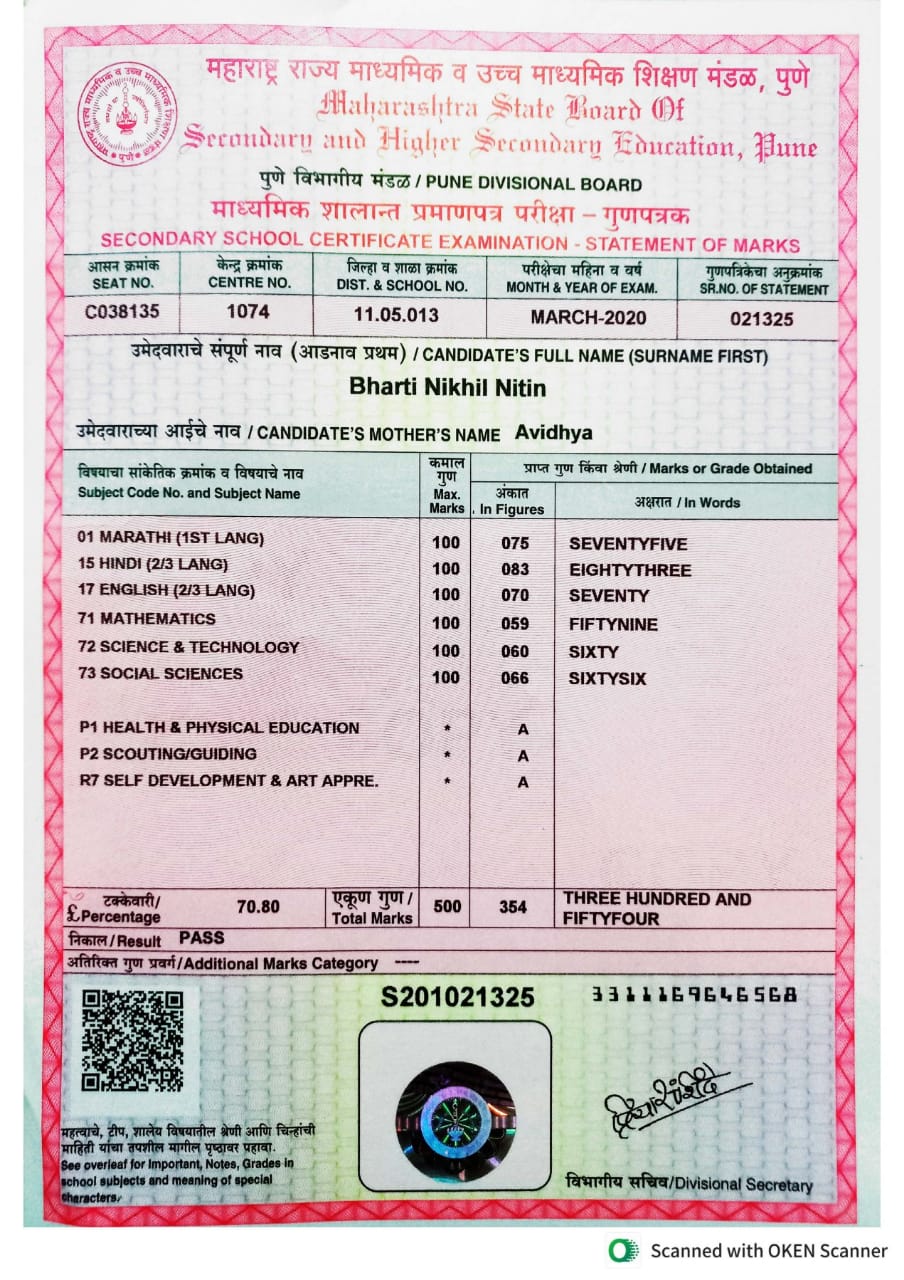 महाराष्ट्र राज्य माध्यमिक व उच्च माध्यमिक शिक्षण मंडळ, पुणे
Maharashtra State Board Of
Secondary and Higher Secondary Education, Pune
पुणे विभागीय मंडळ / PUNE DIVISIONAL BOARD
माध्यमिक शालान्त प्रमाणपत्र परीक्षा – गुणपत्रक
SECONDARY SCHOOL CERTIFICATE EXAMINATION - STATEMENT OF MARKS
आसन क्रमांक केन्द्र क्रमांक जिल्हा व शाळा क्रमांक परीक्षेचा महिना व वर्ष गुणपत्रिकेचा अनुक्रमांक
SEAT NO. CENTRE NO. DIST. & SCHOOL NO. MONTH & YEAR OF EXAM. SR.NO. OF STATEMENT
C038135 1074 11.05.013 MARCH-2020 021325
उमेदवाराचे संपूर्ण नाव (आडनाव प्रथम) / CANDIDATE'S FULL NAME (SURNAME FIRST)
Bharti Nikhil Nitin
उमेदवाराच्या आईचे नाव / CANDIDATE'S MOTHER'S NAME Avidhya
विषयाचा सांकेतिक क्रमांक व विषयाचे नाव
Subject Code No. and Subject Name
कमाल
गुण
Max.
Marks
प्राप्त गुण किंवा श्रेणी / Marks or Grade Obtained
अंकात
In Figures
अक्षरात / In Words
01 MARATHI (1ST LANG) 100 075 SEVENTYFIVE
15 HINDI (2/3 LANG) 100 083 EIGHTYTHREE
17 ENGLISH (2/3 LANG) 100 070 SEVENTY
71 MATHEMATICS 100 059 FIFTYNINE
72 SCIENCE & TECHNOLOGY 100 060 SIXTY
73 SOCIAL SCIENCES 100 066 SIXTYSIX
P1 HEALTH & PHYSICAL EDUCATION * A
P2 SCOUTING/GUIDING * A
R7 SELF DEVELOPMENT & ART APPRE. * A
टक्केवारी/
£ Percentage 70.80
एकूण गुण /
Total Marks 500 354
THREE HUNDRED AND
FIFTYFOUR
निकाल / Result PASS
अतिरिक्त गुण प्रवर्ग/Additional Marks Category ----
S201021325 3311169646568
महत्वाचे, टीप, शालेय विषयातील श्रेणी आणि चिन्हांची
माहिती यांचा तपशील मागील पृष्ठावर पहावा.
See overleaf for Important, Notes, Grades in
school subjects and meaning of special
characters.
विभागीय सचिव/Divisional Secretary
Scanned with OKEN Scanner